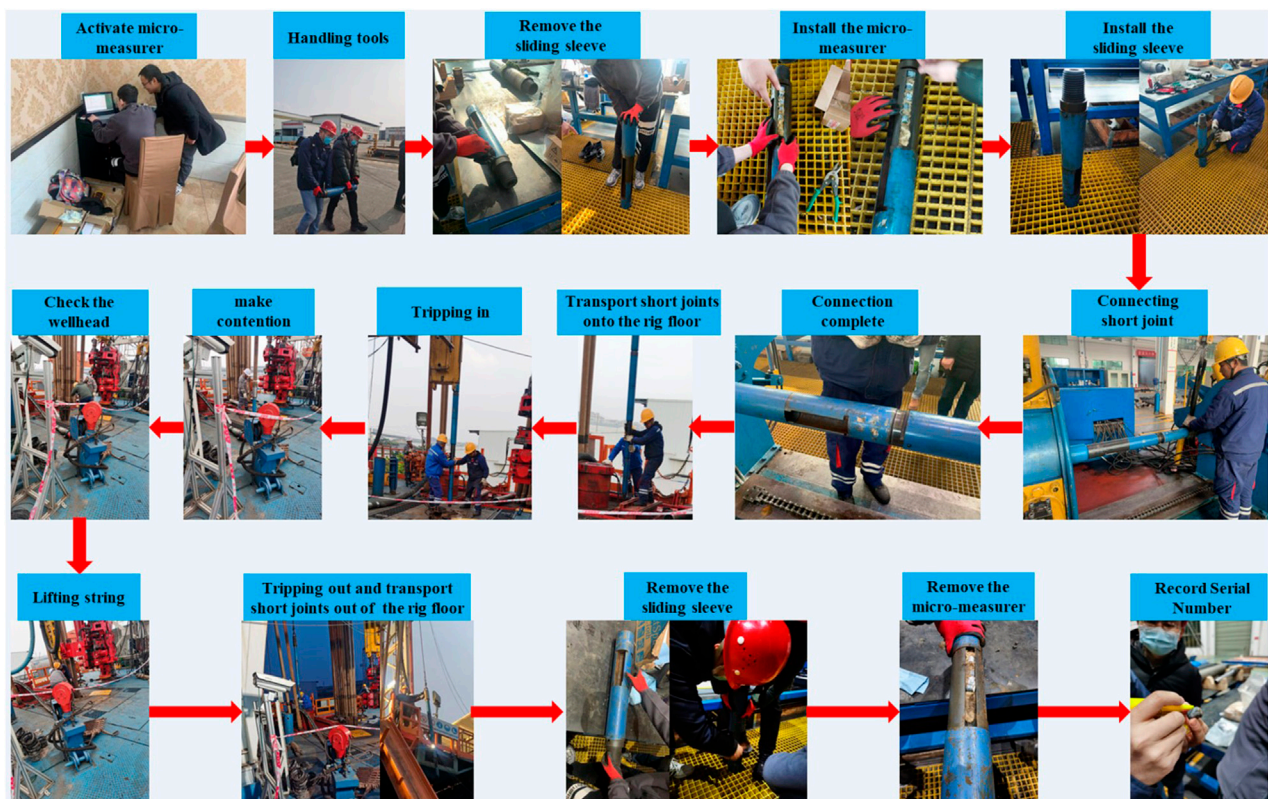 Activate micro-
measurer
Handling tools
Remove the
sliding sleeve
Install the micro-
measurer
Install the
sliding sleeve
Check the
wellhead
make
contention
Tripping in
Transport short joints
onto the rig floor
Connection
complete
Connecting
short joint
Lifting string
Tripping out and transport
short joints out of the rig floor
Remove the
sliding sleeve
Remove the
micro-measurer
Record Serial
Number